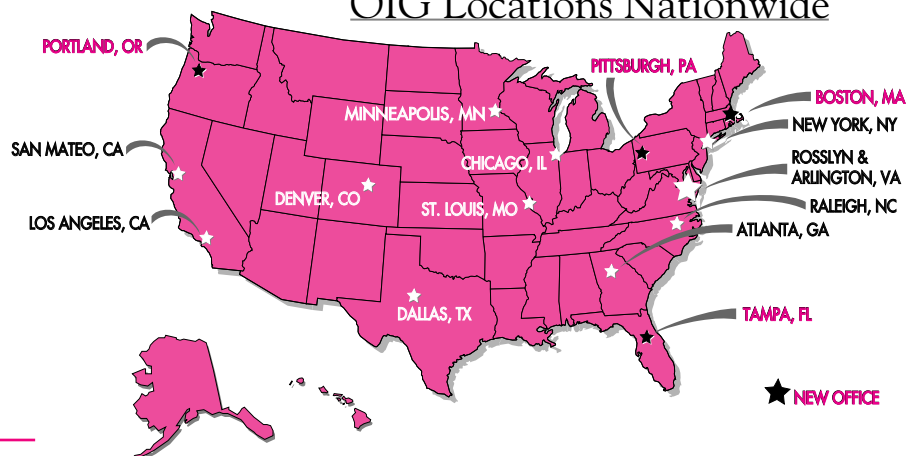 OIG Locations Nationwide
PORTLAND, OR
PITTSBURGH, PA
BOSTON, MA
MINNEAPOLIS, MN
NEW YORK, NY
SAN MATEO, CA
CHICAGO, IL
ROSSLYN &
ARLINGTON, VA
DENVER, CO
ST. LOUIS, MO
RALEIGH, NC
LOS ANGELES, CA
ATLANTA, GA
DALLAS, TX
TAMPA, FL
NEW OFFICE